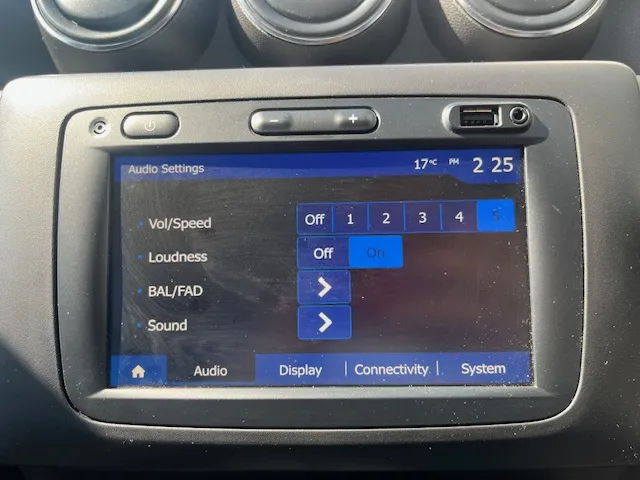 − +
Audio Settings 17°C PM 2 25
Vol/Speed Off 1 2 3 4 5
Loudness Off On
BAL/FAD
Sound
Audio Display Connectivity System